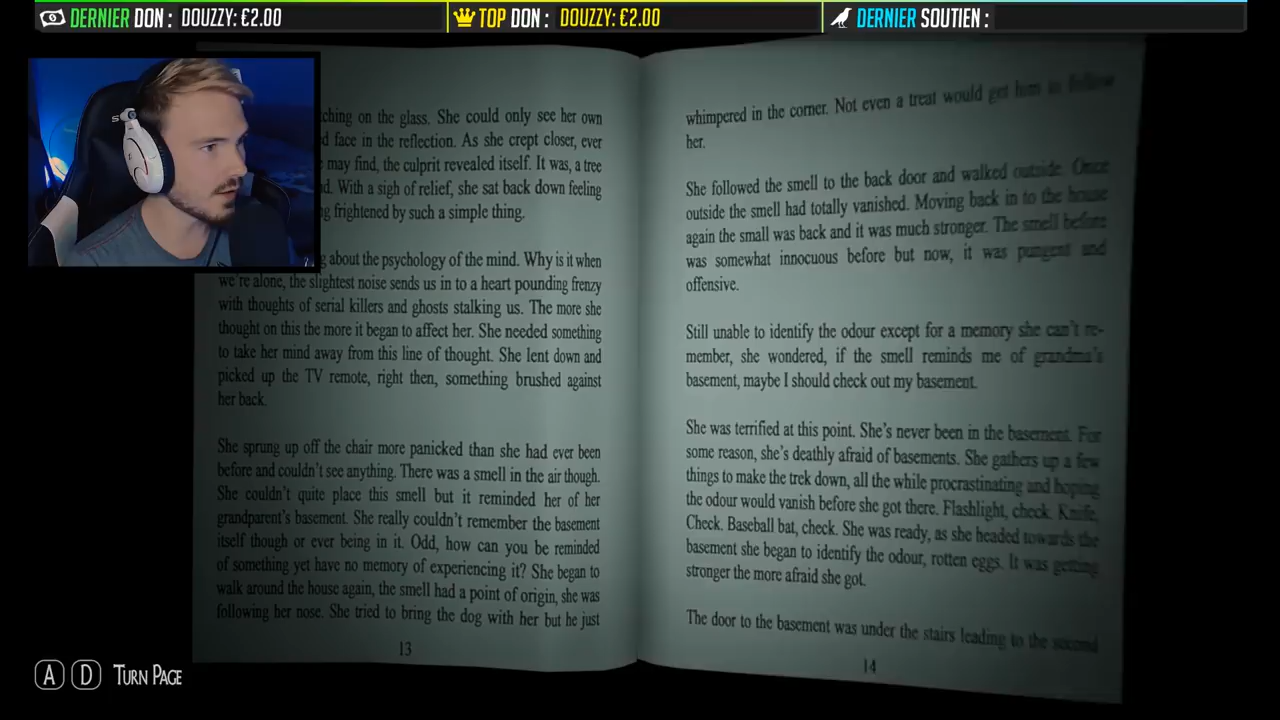 DERNIER DON : DOUZZY: €2.00
TOP DON : DOUZZY: €2.00
DERNIER SOUTIEN :
ching on the glass. She could only see her own
d face in the reflection. As she crept closer, ever
may find, the culprit revealed itself. It was, a tree
d. With a sigh of relief, she sat back down feeling
g frightened by such a simple thing.
g about the psychology of the mind. Why is it when
we're alone, the slightest noise sends us in to a heart pounding frenzy
with thoughts of serial killers and ghosts stalking us. The more she
thought on this the more it began to affect her. She needed something
to take her mind away from this line of thought. She lent down and
picked up the TV remote, right then, something brushed against
her back.
She sprung up off the chair more panicked than she had ever been
before and couldn't see anything. There was a smell in the air though.
She couldn't quite place this smell but it reminded her of her
grandparent's basement. She really couldn't remember the basement
itself though or ever being in it. Odd, how can you be reminded
of something yet have no memory of experiencing it? She began to
walk around the house again, the smell had a point of origin, she was
following her nose. She tried to bring the dog with her but he just
13
whimpered in the corner. Not even a treat would get him to follow
her.
She followed the smell to the back door and walked outside. Once
outside the smell had totally vanished. Moving back in to the house
again the small was back and it was much stronger. The smell before
was somewhat innocuous before but now, it was pungent and
offensive.
Still unable to identify the odour except for a memory she can't re-
member, she wondered, if the smell reminds me of grandma's
basement, maybe I should check out my basement.
She was terrified at this point. She's never been in the basement. For
some reason, she's deathly afraid of basements. She gathers up a few
things to make the trek down, all the while procrastinating and hoping
the odour would vanish before she got there. Flashlight, check. Knife,
Check. Baseball bat, check. She was ready, as she headed towards the
basement she began to identify the odour, rotten eggs. It was getting
stronger the more afraid she got.
The door to the basement was under the stairs leading to the second
14
A D TURN PAGE